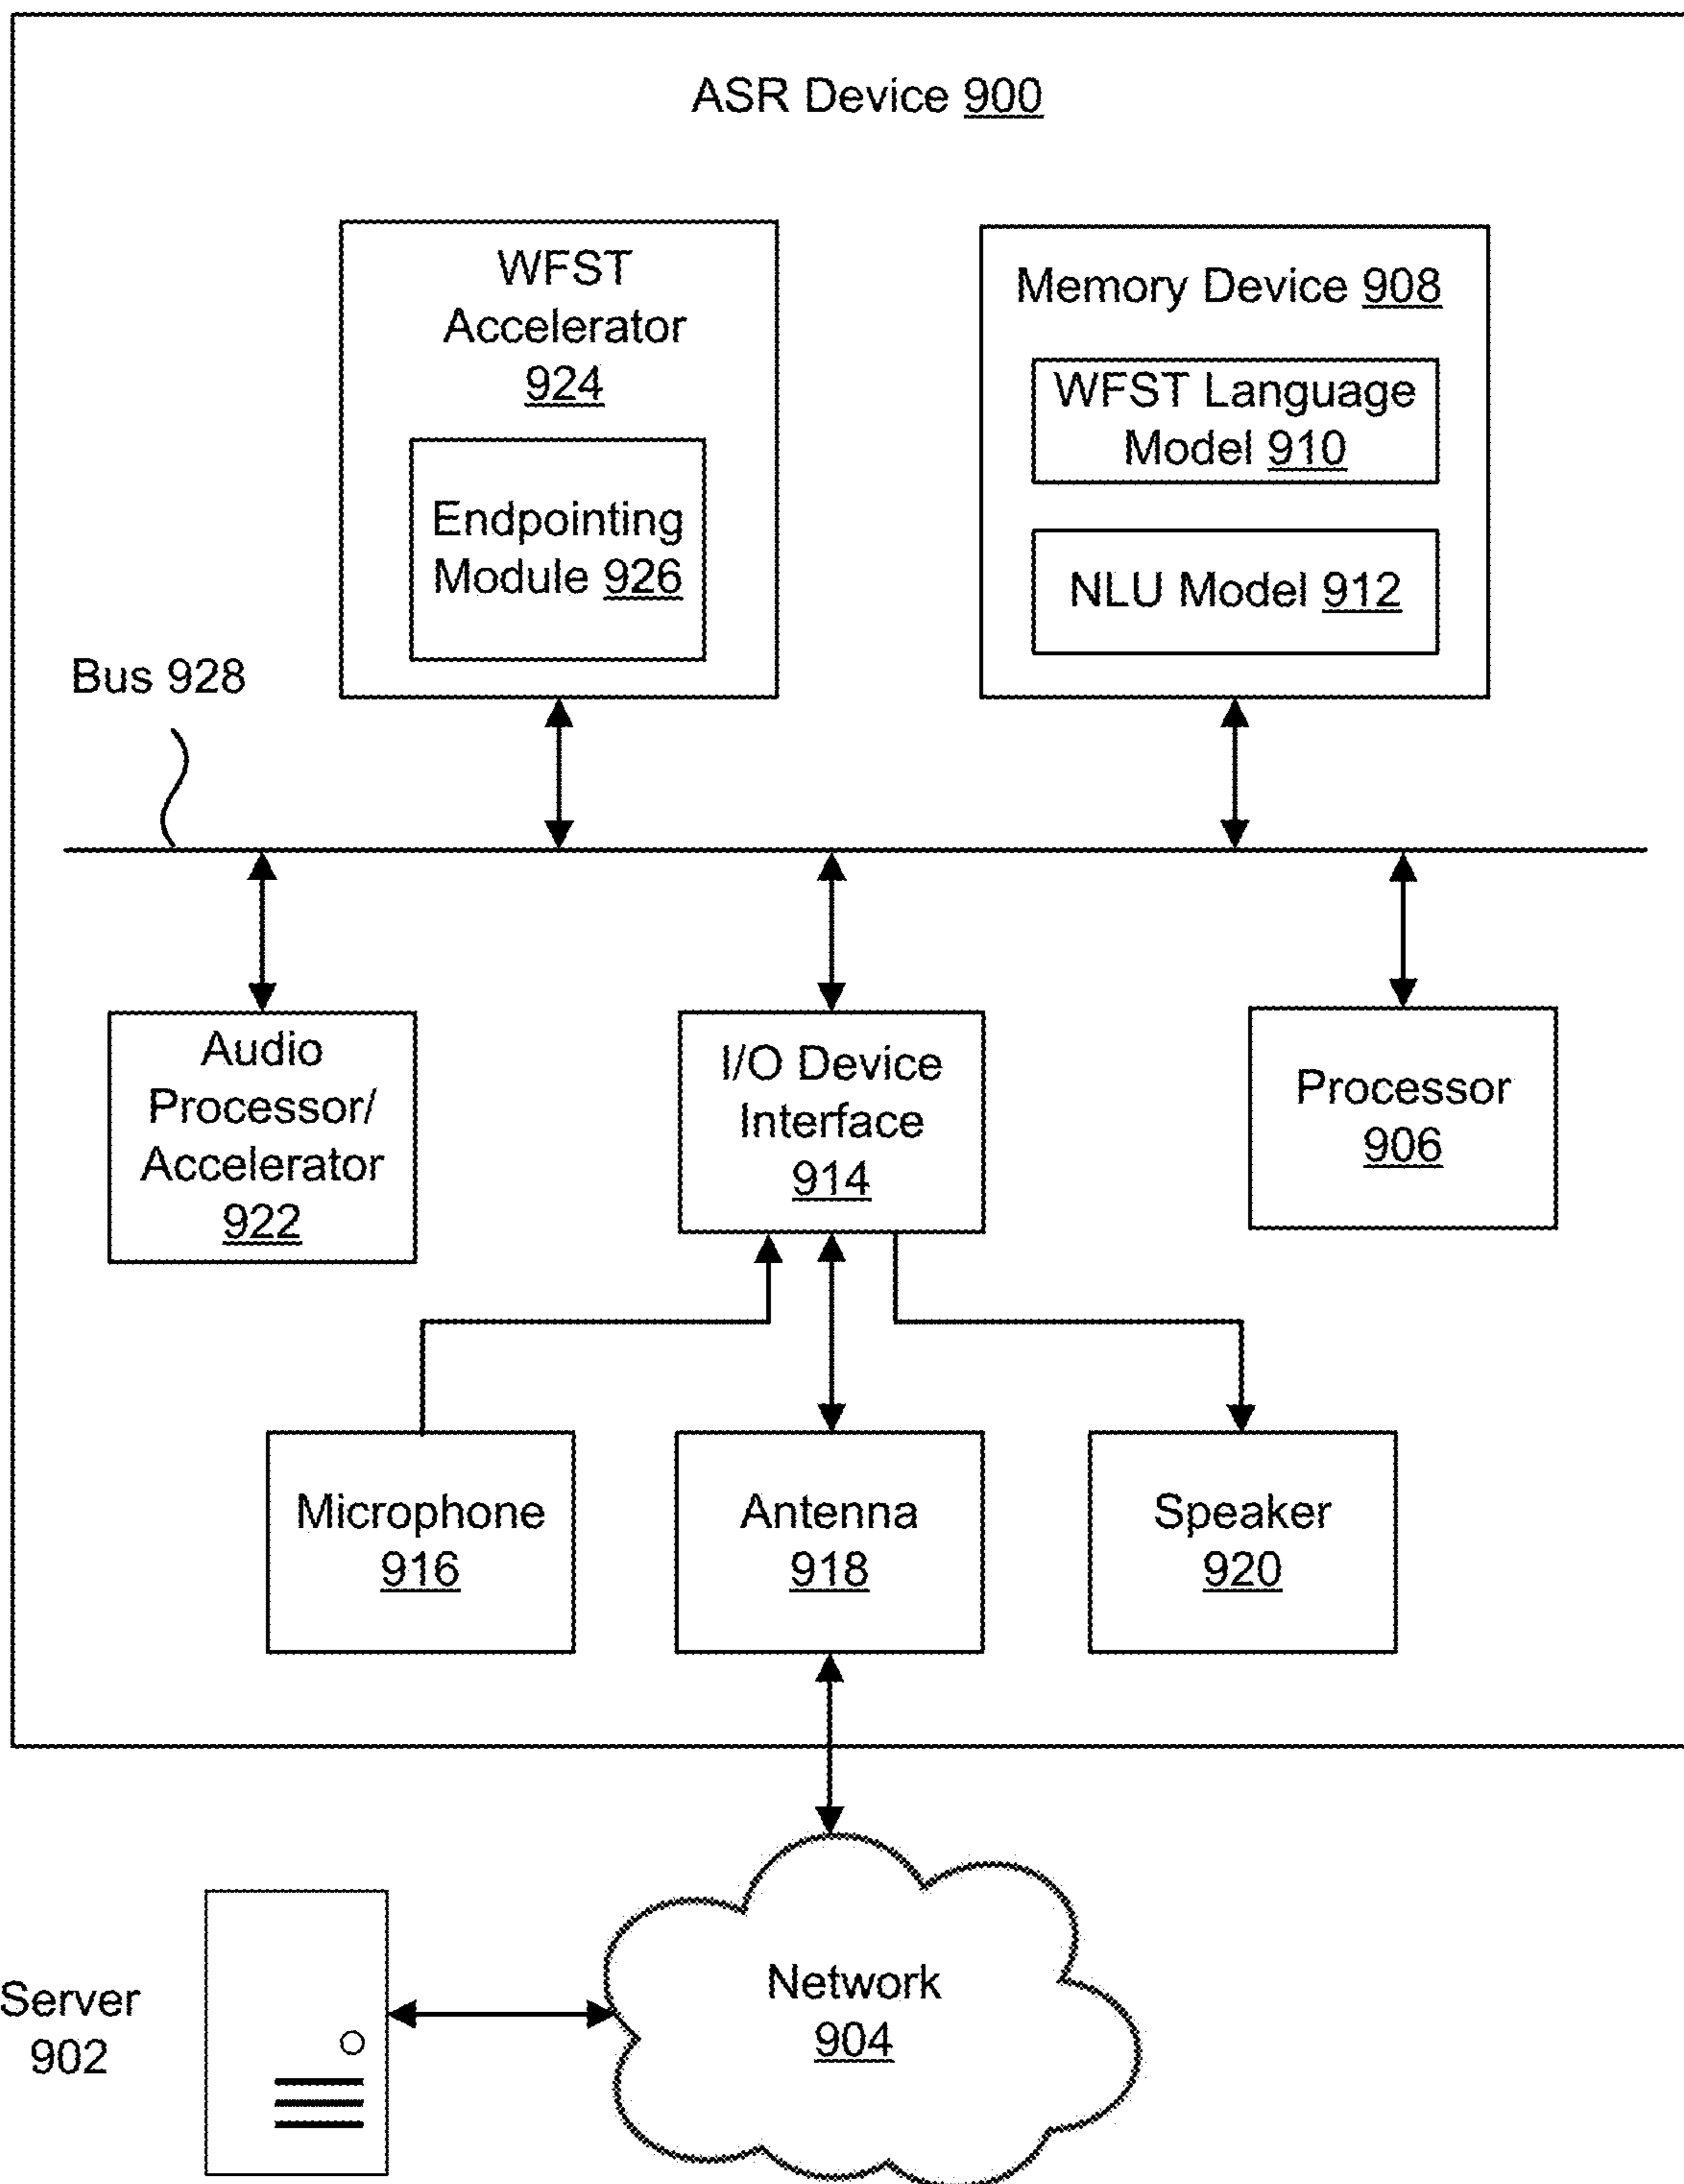 ASR Device 900
WFST
Accelerator
924
Endpointing
Module 926
Memory Device 908
WFST Language
Model 910
NLU Model 912
Bus 928
Audio
Processor/
Accelerator
922
I/O Device
Interface
914
Processor
906
Microphone
916
Antenna
918
Speaker
920
Server
902
Network
904